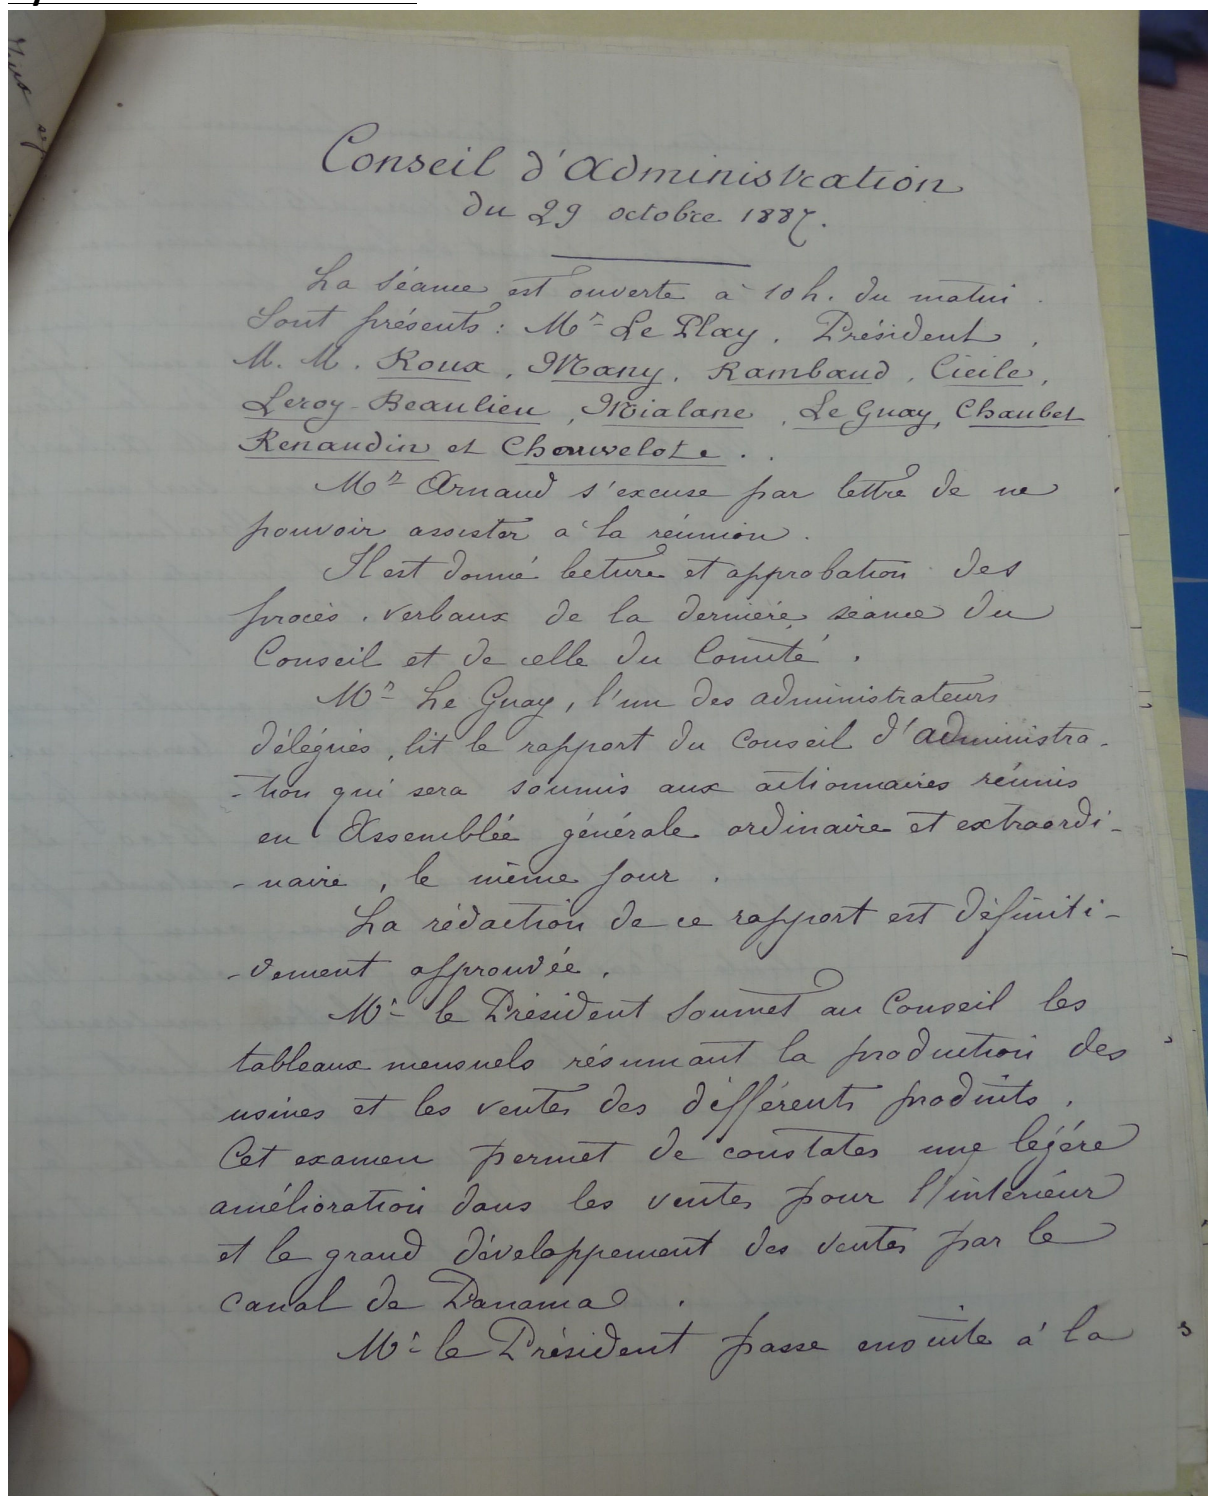 Conseil d'Administration
du 29 octobre 1887.
La séance est ouverte à 10 h. du matin.
Sont présents : Mr Le Play, Président,
M. M. Roux, Many, Rambaud, Cicile,
Leroy-Beaulieu, Mialane, Le Guay, Chaubet
Renaudin et Chouvelote.
Mr Arnaud s'excuse par lettre de ne
pouvoir assister à la réunion.
Il est donné lecture et approbation des
procès-verbaux de la dernière séance du
Conseil et de celle du Comité.
Mr Le Guay, l'un des administrateurs
délégués, lit le rapport du Conseil d'administra-
-tion qui sera soumis aux actionnaires réunis
en Assemblée générale ordinaire et extraordi-
-naire, le même jour.
La rédaction de ce rapport est définiti-
-vement approuvée.
Mr le Président soumet au Conseil les
tableaux mensuels résumant la production des
usines et les ventes des différents produits.
Cet examen permet de constater une légère
amélioration dans les ventes pour l'intérieur
et le grand développement des ventes par le
canal de Panama.
Mr le Président passe ensuite à la